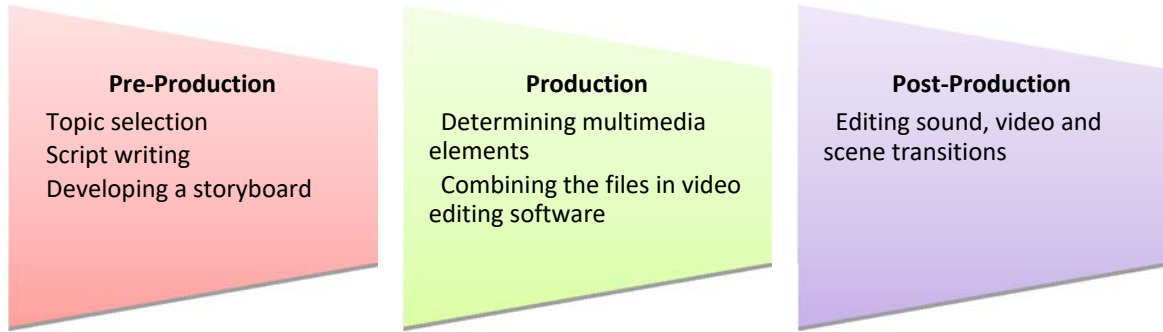 Pre-Production
Topic selection
Script writing
Developing a storyboard
Production
Determining multimedia
elements
Combining the files in video
editing software
Post-Production
Editing sound, video and
scene transitions